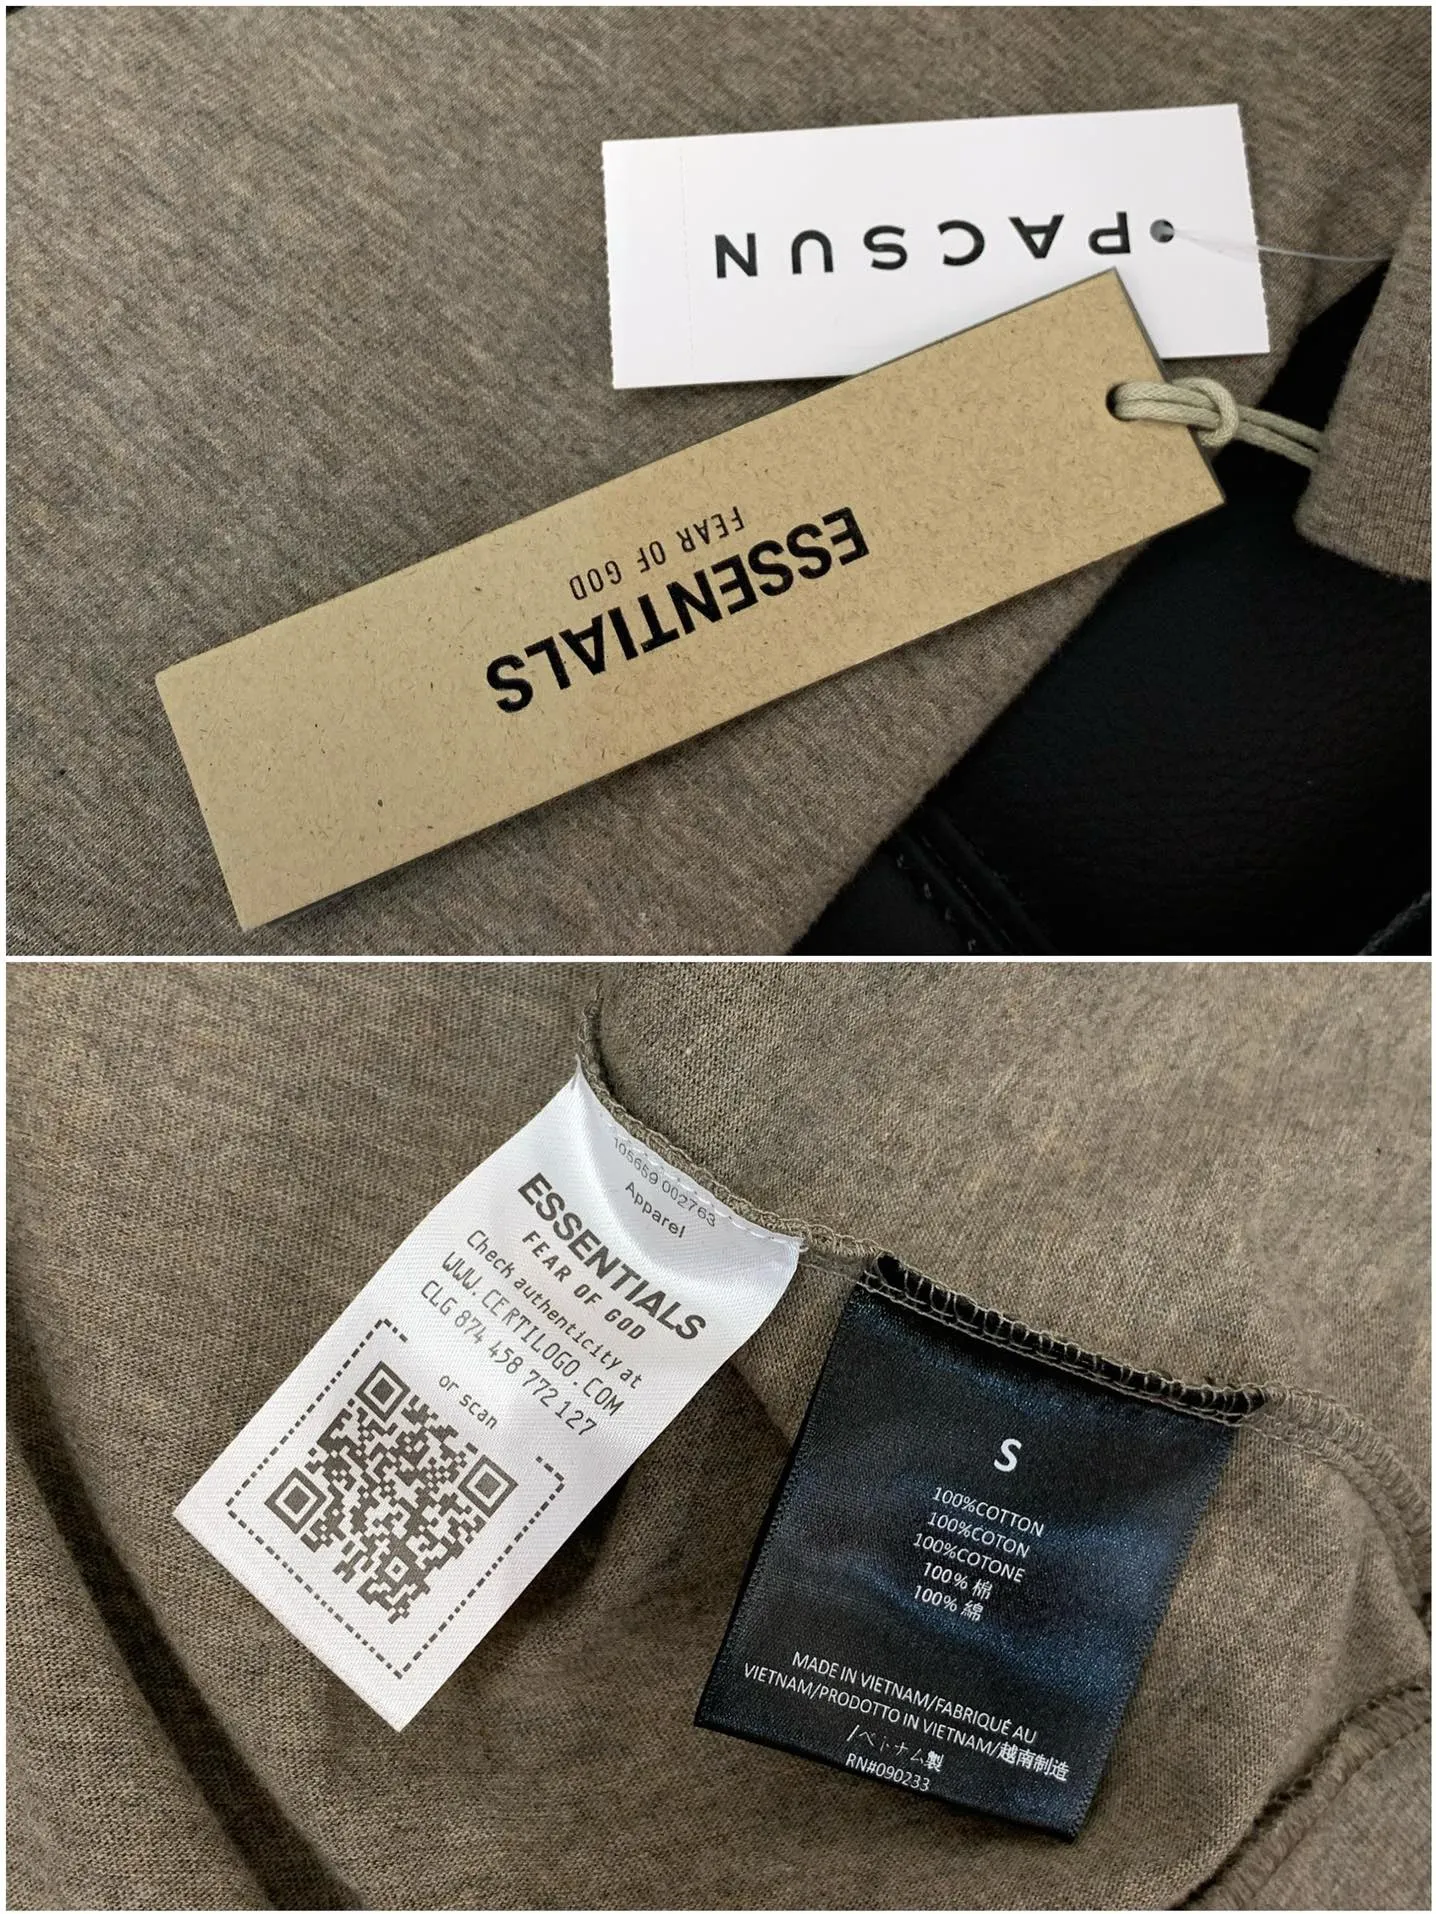 PACSUN
ESSENTIALS
FEAR OF GOD
105659 002763
Apparel
ESSENTIALS
FEAR OF GOD
Check authenticity at
WWW.CERTILOGO.COM
CLG 874 458 772 127
or scan
S
100%COTTON
100%COTON
100%COTONE
100% 棉
100% 綿
MADE IN VIETNAM/FABRIQUÉ AU
VIETNAM/PRODOTTO IN VIETNAM/越南制造
/ベトナム製
RN#090233